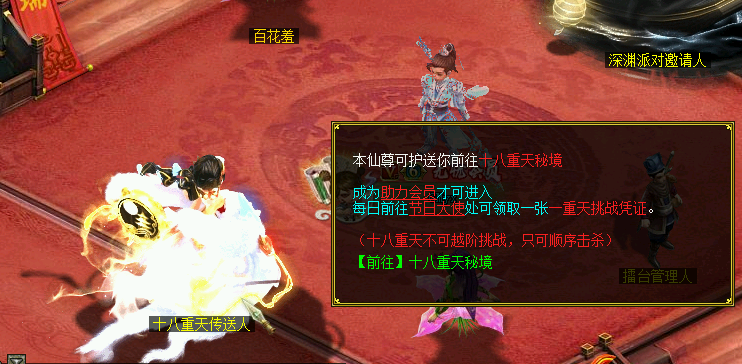 百花羞
深渊派对邀请人
本仙尊可护送你前往十八重天秘境
成为助力会员才可进入
每日前往节日大使处可领取一张一重天挑战凭证。
（十八重天不可越阶挑战，只可顺序击杀）
【前往】十八重天秘境
擂台管理人
十八重天传送人